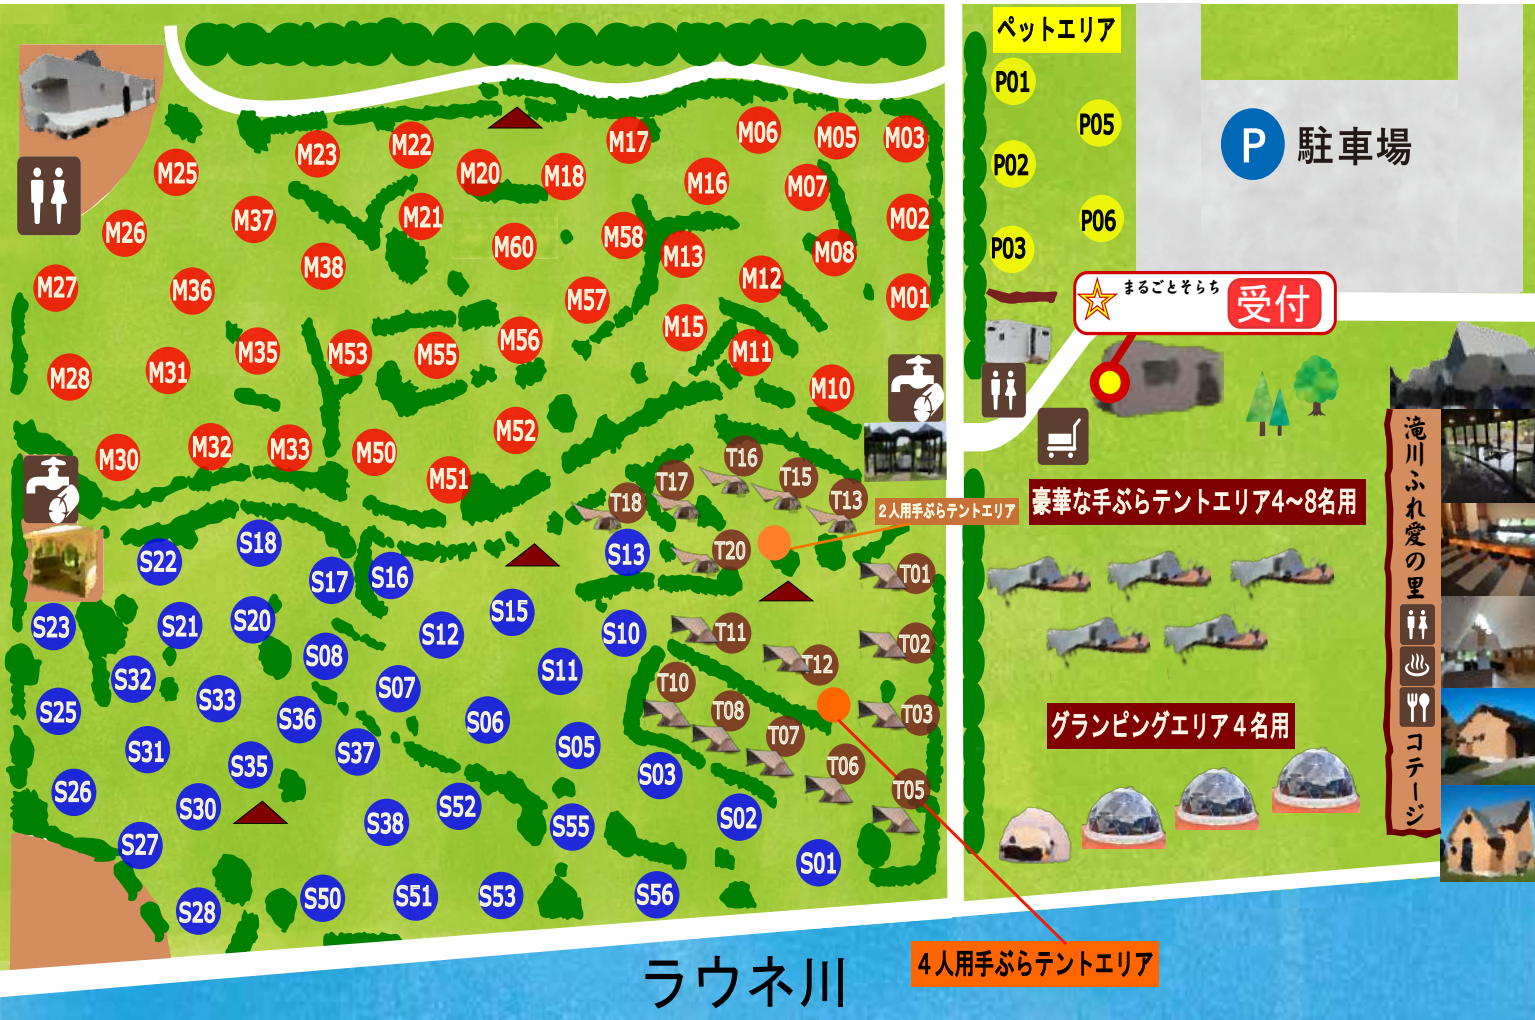 ペットエリア
P01
P05
P02
P06
P03
P 駐車場
まるごとそらち
受付
M25
M23
M22
M20
M18
M17
M06
M05
M03
M16
M07
M02
M26
M37
M21
M60
M58
M13
M08
M27
M36
M38
M57
M12
M01
M28
M31
M35
M53
M55
M56
M15
M11
M10
M30
M32
M33
M50
M51
M52
T16
T17
T15
T18
T13
2人用手ぶらテントエリア
豪華な手ぶらテントエリア4〜8名用
滝川ふれ愛の里
コテージ
S22
S18
S17
S16
S13
T20
T01
S23
S21
S20
S08
S12
S15
S10
T11
T12
T02
S32
S33
S07
S11
T10
S25
S36
S06
T08
T03
S31
S35
S37
S05
T07
T06
T05
グランピングエリア4名用
S26
S30
S38
S52
S03
S55
S02
S27
S01
S28
S50
S51
S53
S56
4人用手ぶらテントエリア
ラウネ川